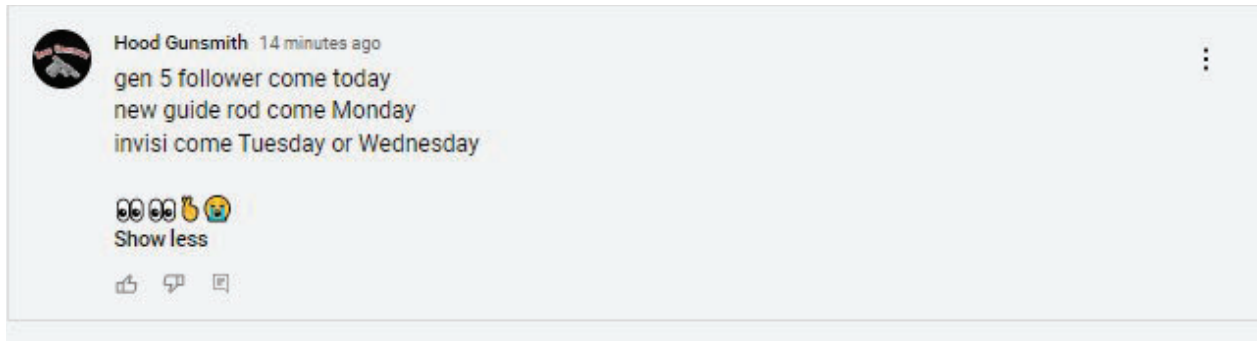 Hood Gunsmith 14 minutes ago
gen 5 follower come today
new guide rod come Monday
invisi come Tuesday or Wednesday
👀👀🫰😭
Show less